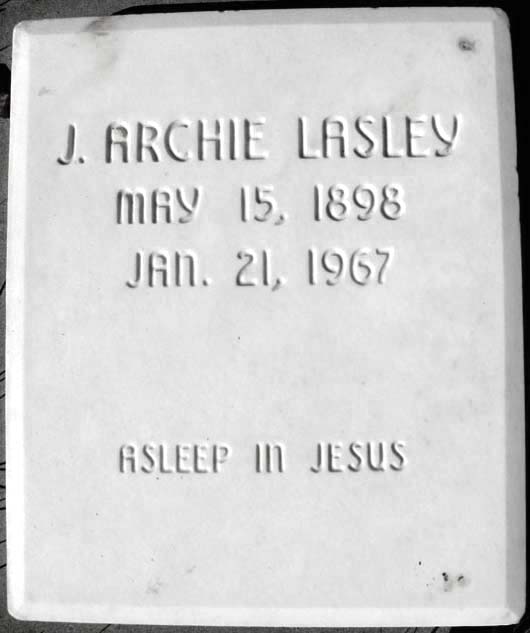 J. ARCHIE LASLEY
MAY 15, 1898
JAN. 21, 1967
ASLEEP IN JESUS